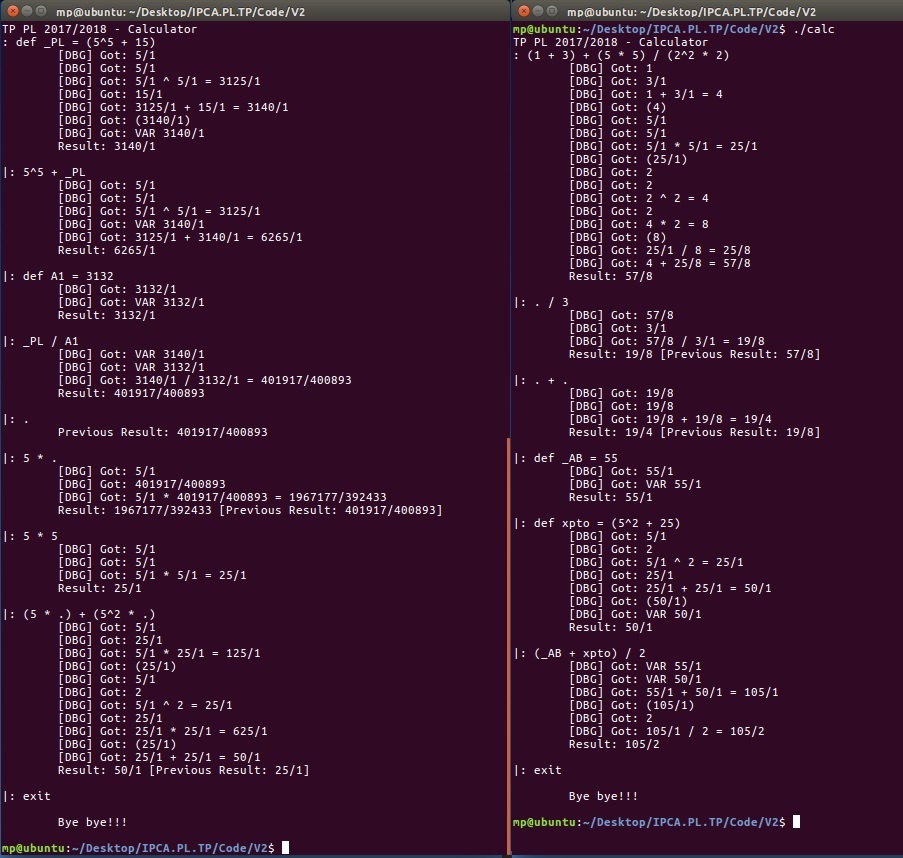 mp@ubuntu: ~/Desktop/IPCA.PL.TP/Code/V2
TP PL 2017/2018 - Calculator
: def _PL = (5^5 + 15)
[DBG] Got: 5/1
[DBG] Got: 5/1
[DBG] Got: 5/1 ^ 5/1 = 3125/1
[DBG] Got: 15/1
[DBG] Got: 3125/1 + 15/1 = 3140/1
[DBG] Got: (3140/1)
[DBG] Got: VAR 3140/1
Result: 3140/1
|: 5^5 + _PL
[DBG] Got: 5/1
[DBG] Got: 5/1
[DBG] Got: 5/1 ^ 5/1 = 3125/1
[DBG] Got: VAR 3140/1
[DBG] Got: 3125/1 + 3140/1 = 6265/1
Result: 6265/1
|: def A1 = 3132
[DBG] Got: 3132/1
[DBG] Got: VAR 3132/1
Result: 3132/1
|: _PL / A1
[DBG] Got: VAR 3140/1
[DBG] Got: VAR 3132/1
[DBG] Got: 3140/1 / 3132/1 = 401917/400893
Result: 401917/400893
|: .
Previous Result: 401917/400893
|: 5 * .
[DBG] Got: 5/1
[DBG] Got: 401917/400893
[DBG] Got: 5/1 * 401917/400893 = 1967177/392433
Result: 1967177/392433 [Previous Result: 401917/400893]
|: 5 * 5
[DBG] Got: 5/1
[DBG] Got: 5/1
[DBG] Got: 5/1 * 5/1 = 25/1
Result: 25/1
|: (5 * .) + (5^2 * .)
[DBG] Got: 5/1
[DBG] Got: 25/1
[DBG] Got: 5/1 * 25/1 = 125/1
[DBG] Got: (25/1)
[DBG] Got: 5/1
[DBG] Got: 2
[DBG] Got: 5/1 ^ 2 = 25/1
[DBG] Got: 25/1
[DBG] Got: 25/1 * 25/1 = 625/1
[DBG] Got: (25/1)
[DBG] Got: 25/1 + 25/1 = 50/1
Result: 50/1 [Previous Result: 25/1]
|: exit
Bye bye!!!
mp@ubuntu:~/Desktop/IPCA.PL.TP/Code/V2$
mp@ubuntu: ~/Desktop/IPCA.PL.TP/Code/V2
mp@ubuntu:~/Desktop/IPCA.PL.TP/Code/V2$ ./calc
TP PL 2017/2018 - Calculator
: (1 + 3) + (5 * 5) / (2^2 * 2)
[DBG] Got: 1
[DBG] Got: 3/1
[DBG] Got: 1 + 3/1 = 4
[DBG] Got: (4)
[DBG] Got: 5/1
[DBG] Got: 5/1
[DBG] Got: 5/1 * 5/1 = 25/1
[DBG] Got: (25/1)
[DBG] Got: 2
[DBG] Got: 2
[DBG] Got: 2 ^ 2 = 4
[DBG] Got: 2
[DBG] Got: 4 * 2 = 8
[DBG] Got: (8)
[DBG] Got: 25/1 / 8 = 25/8
[DBG] Got: 4 + 25/8 = 57/8
Result: 57/8
|: . / 3
[DBG] Got: 57/8
[DBG] Got: 3/1
[DBG] Got: 57/8 / 3/1 = 19/8
Result: 19/8 [Previous Result: 57/8]
|: . + .
[DBG] Got: 19/8
[DBG] Got: 19/8
[DBG] Got: 19/8 + 19/8 = 19/4
Result: 19/4 [Previous Result: 19/8]
|: def _AB = 55
[DBG] Got: 55/1
[DBG] Got: VAR 55/1
Result: 55/1
|: def xpto = (5^2 + 25)
[DBG] Got: 5/1
[DBG] Got: 2
[DBG] Got: 5/1 ^ 2 = 25/1
[DBG] Got: 25/1
[DBG] Got: 25/1 + 25/1 = 50/1
[DBG] Got: (50/1)
[DBG] Got: VAR 50/1
Result: 50/1
|: (_AB + xpto) / 2
[DBG] Got: VAR 55/1
[DBG] Got: VAR 50/1
[DBG] Got: 55/1 + 50/1 = 105/1
[DBG] Got: (105/1)
[DBG] Got: 2
[DBG] Got: 105/1 / 2 = 105/2
Result: 105/2
|: exit
Bye bye!!!
mp@ubuntu:~/Desktop/IPCA.PL.TP/Code/V2$